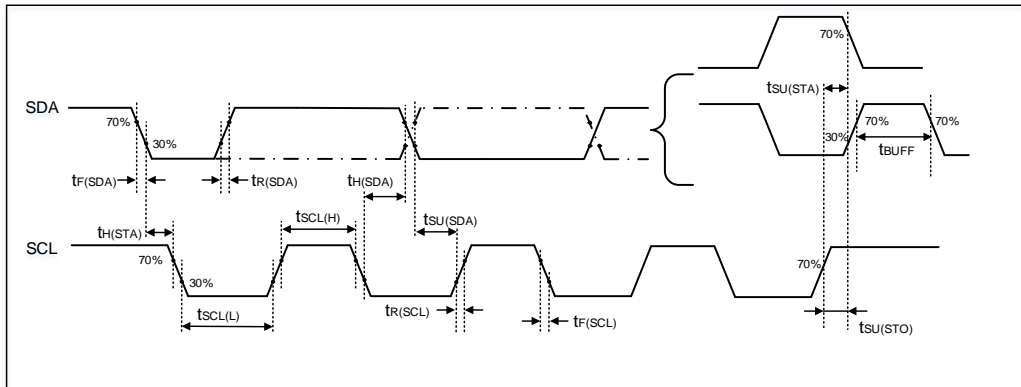 70%
tSU(STA)
SDA
70%
30%
30%
70%
70%
tBUFF
tF(SDA)
tR(SDA)
tH(SDA)
tSCL(H)
tSU(SDA)
tH(STA)
SCL
70%
30%
70%
tSCL(L)
tR(SCL)
tF(SCL)
tSU(STO)